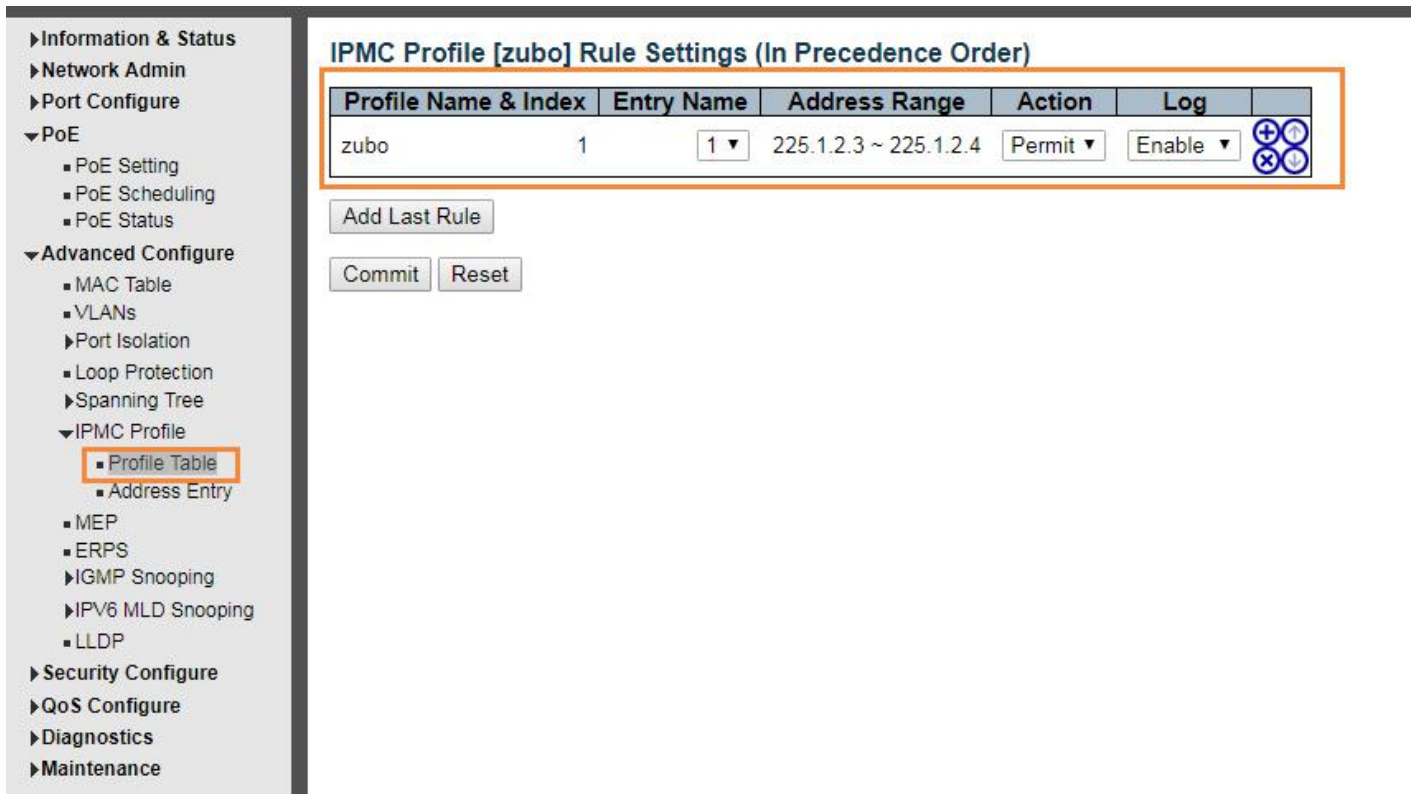 Information & Status
Network Admin
Port Configure
PoE
PoE Setting
PoE Scheduling
PoE Status
Advanced Configure
MAC Table
VLANs
Port Isolation
Loop Protection
Spanning Tree
IPMC Profile
Profile Table
Address Entry
MEP
ERPS
IGMP Snooping
IPV6 MLD Snooping
LLDP
Security Configure
QoS Configure
Diagnostics
Maintenance
IPMC Profile [zubo] Rule Settings (In Precedence Order)
Profile Name & Index Entry Name Address Range Action Log
zubo 1 1 225.1.2.3 ~ 225.1.2.4 Permit Enable
Add Last Rule
Commit Reset